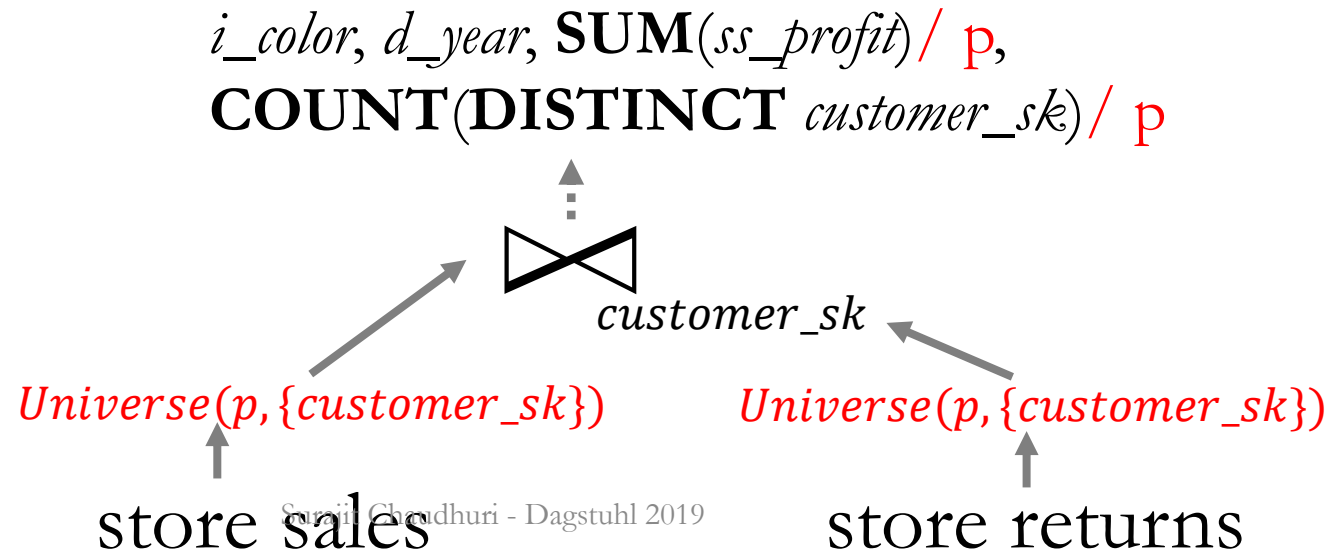 i_color, d_year, SUM(ss_profit)/ p,
COUNT(DISTINCT customer_sk)/ p
customer_sk
Universe(p, {customer_sk})
Universe(p, {customer_sk})
store sales
Surajit Chaudhuri - Dagstuhl 2019
store returns